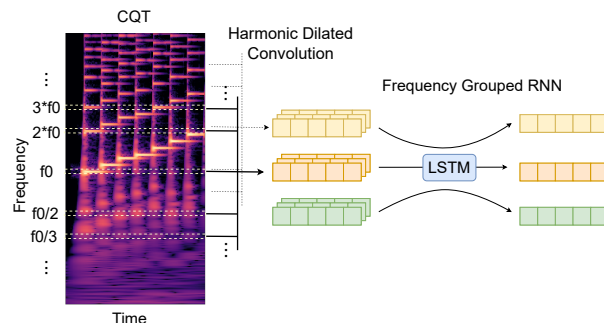 CQT
Harmonic Dilated
Convolution
Frequency Grouped RNN
Frequency
...
3*f0
2*f0
f0
f0/2
f0/3
...
...
...
LSTM
Time